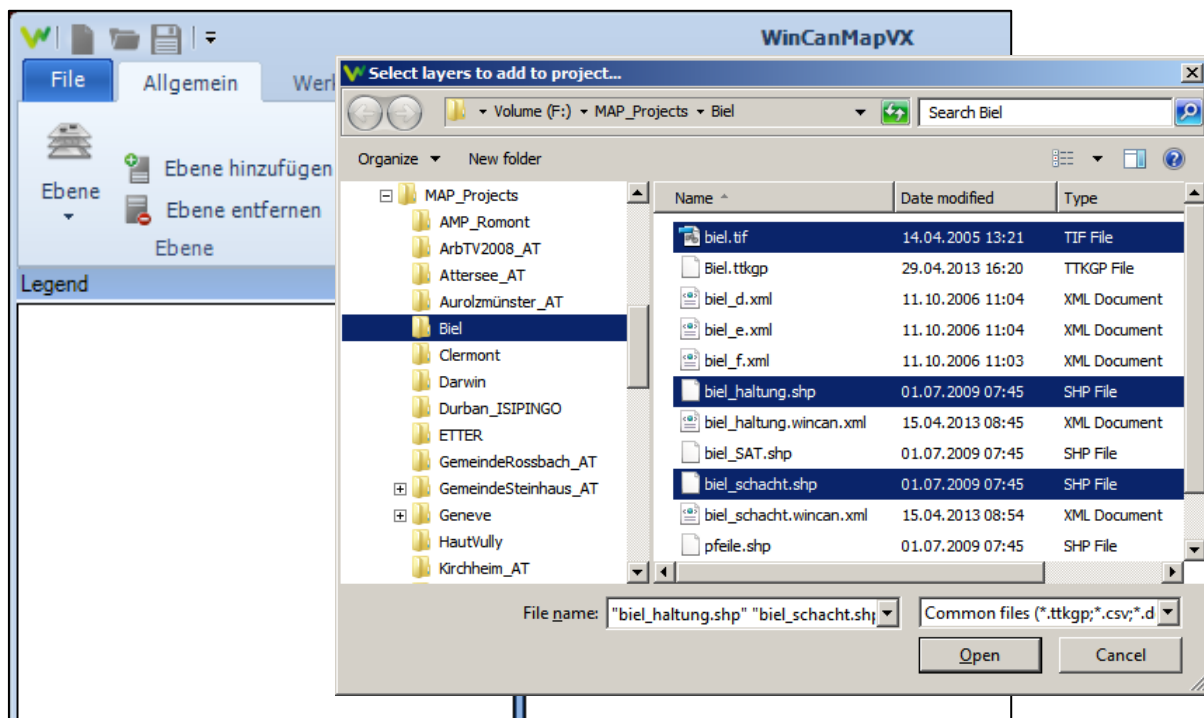 WinCanMapVX
File Allgemein
Ebene
Ebene hinzufügen
Ebene entfernen
Ebene
Legend
Select layers to add to project...
Volume (F:) MAP_Projects Biel
Search Biel
Organize New folder
MAP_Projects
AMP_Romont
ArbTV2008_AT
Attersee_AT
Aurolzmünster_AT
Biel
Clermont
Darwin
Durban_ISIPINGO
ETTER
GemeindeRossbach_AT
GemeindeSteinhaus_AT
Geneve
HautVully
Kirchheim_AT
Name Date modified Type
biel.tif 14.04.2005 13:21 TIF File
Biel.ttkgp 29.04.2013 16:20 TTKGP File
biel_d.xml 11.10.2006 11:04 XML Document
biel_e.xml 11.10.2006 11:04 XML Document
biel_f.xml 11.10.2006 11:03 XML Document
biel_haltung.shp 01.07.2009 07:45 SHP File
biel_haltung.wincan.xml 15.04.2013 08:45 XML Document
biel_SAT.shp 01.07.2009 07:45 SHP File
biel_schacht.shp 01.07.2009 07:45 SHP File
biel_schacht.wincan.xml 15.04.2013 08:54 XML Document
pfeile.shp 01.07.2009 07:45 SHP File
File name: "biel_haltung.shp" "biel_schacht.shp
Common files (*.ttkgp;*.csv;*.d
Open Cancel